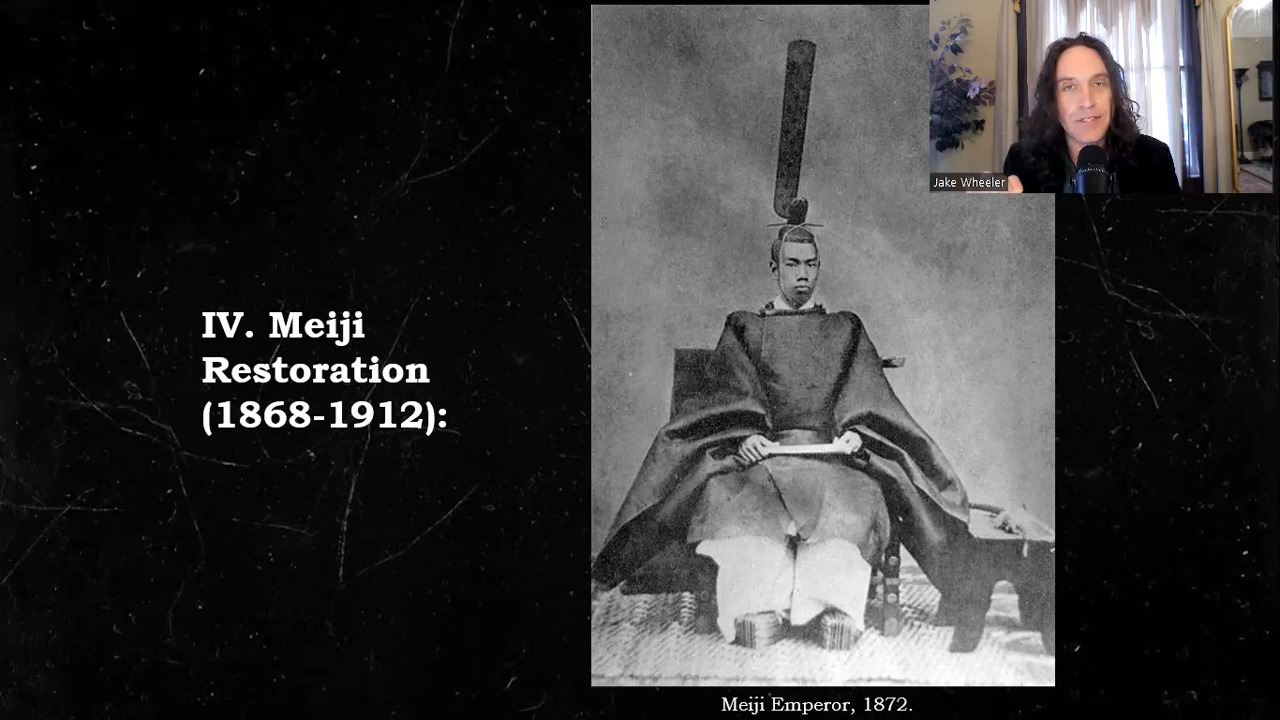 Jake Wheeler
IV. Meiji
Restoration
(1868-1912):
Meiji Emperor, 1872.